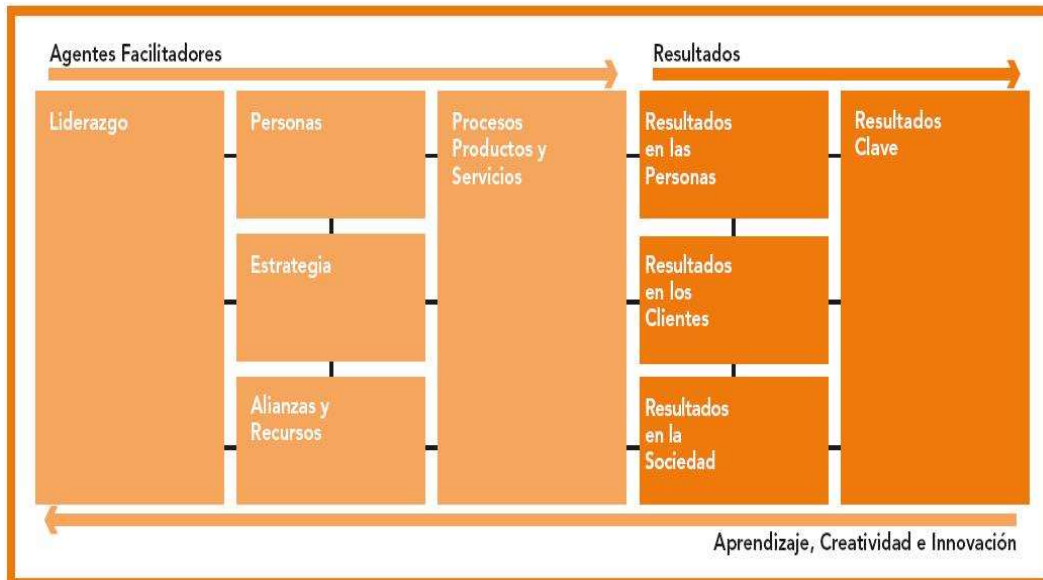 Agentes Facilitadores
Resultados
Liderazgo
Personas
Procesos
Productos y
Servicios
Resultados
en las
Personas
Resultados
Clave
Estrategia
Resultados
en los
Clientes
Alianzas y
Recursos
Resultados
en la
Sociedad
Aprendizaje, Creatividad e Innovación